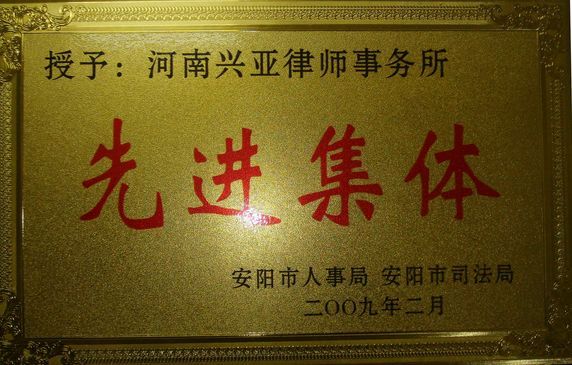 授予：河南兴亚律师事务所
先进集体
安阳市人事局 安阳市司法局
二〇〇九年二月